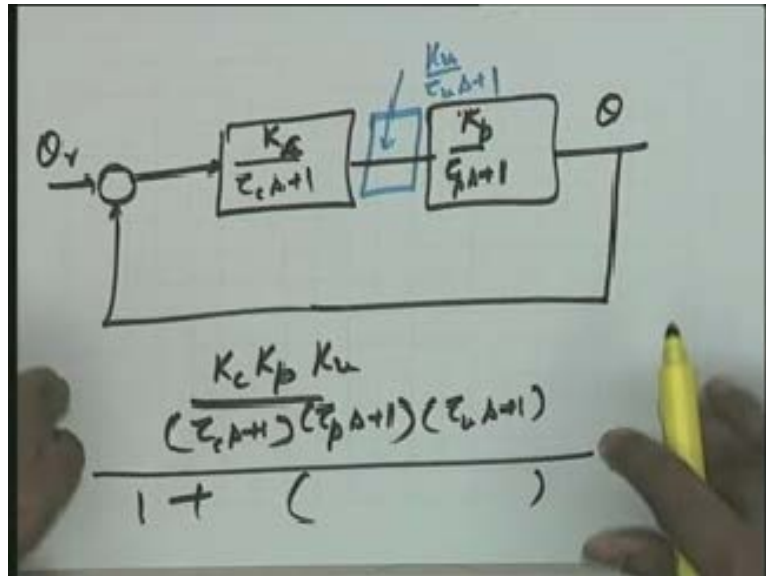 Ku
τu s+1
θr
Kc
τc s+1
Kp
τp s+1
θ
Kc Kp Ku
(τc s+1)(τp s+1)(τu s+1)
1 + ( )